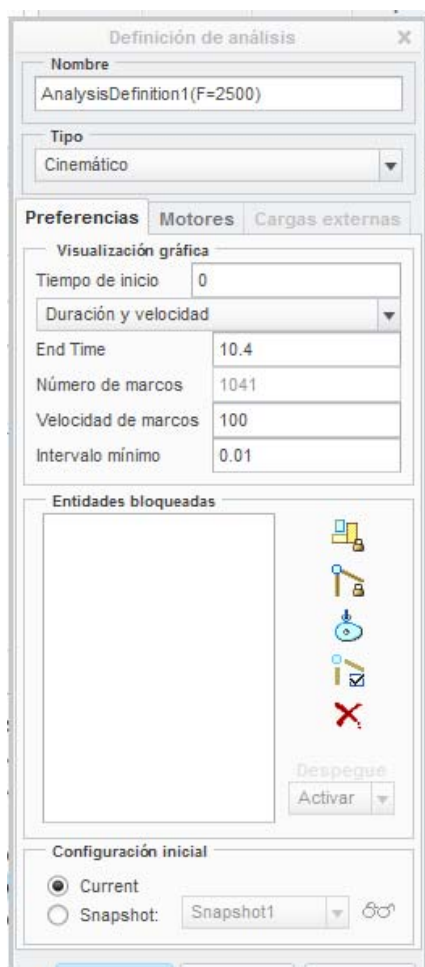 Definición de análisis
Nombre
AnalysisDefinition1(F=2500)
Tipo
Cinemático
Preferencias Motores Cargas externas
Visualización gráfica
Tiempo de inicio 0
Duración y velocidad
End Time 10.4
Número de marcos 1041
Velocidad de marcos 100
Intervalo mínimo 0.01
Entidades bloqueadas
Despegue
Activar
Configuración inicial
Current
Snapshot: Snapshot1